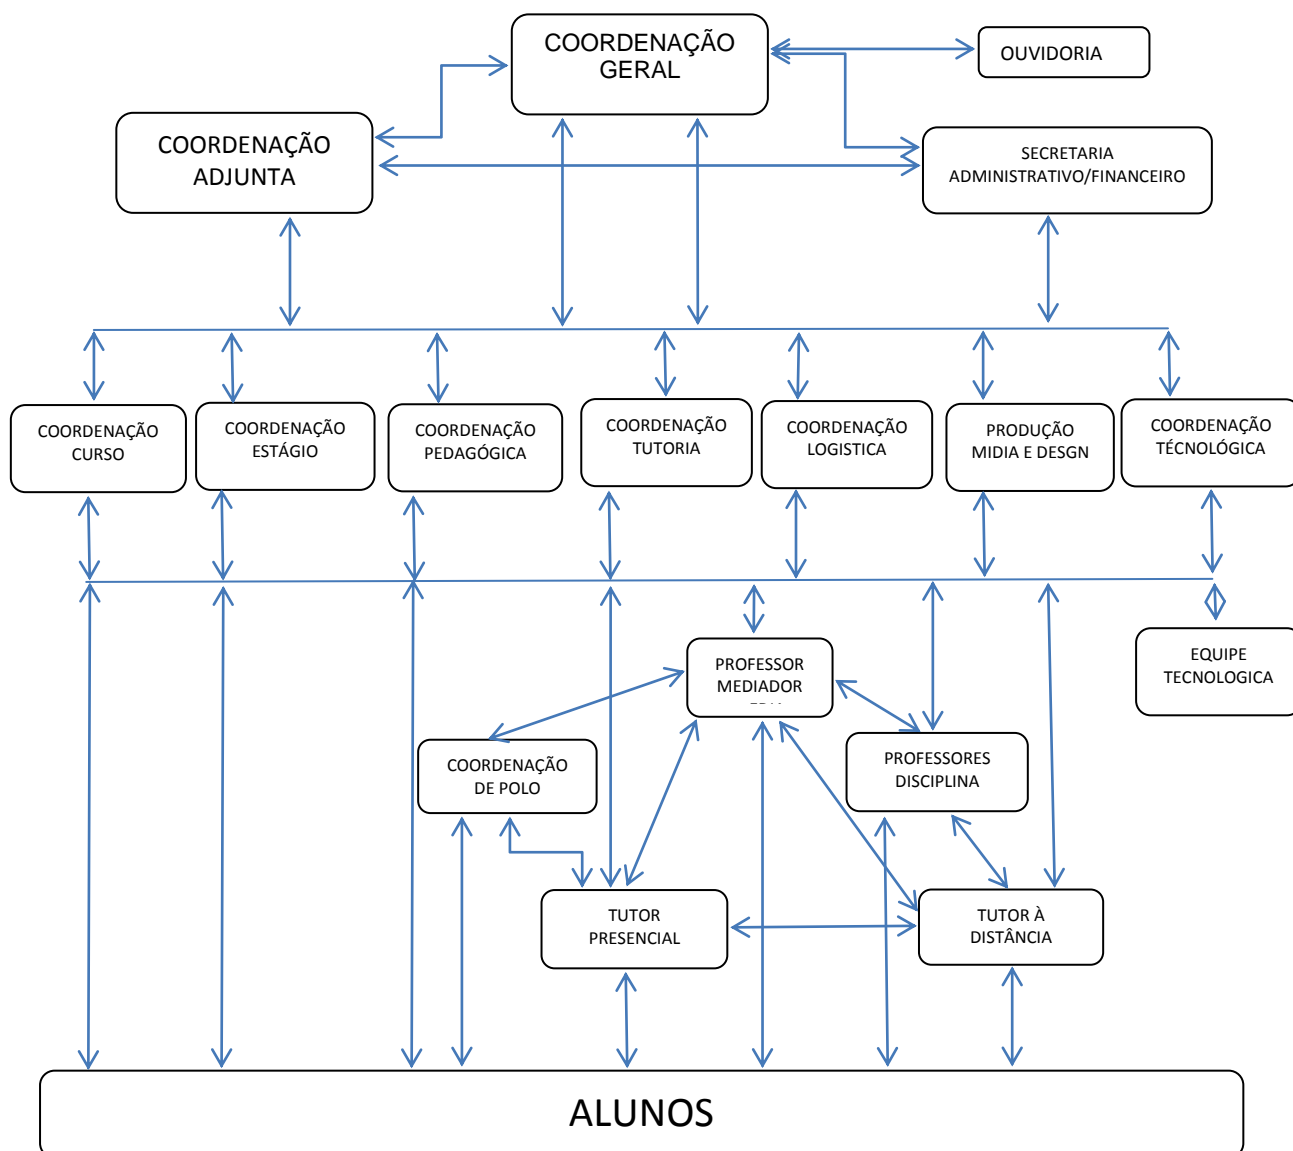 COORDENAÇÃO
GERAL
OUVIDORIA
COORDENAÇÃO
ADJUNTA
SECRETARIA
ADMINISTRATIVO/FINANCEIRO
COORDENAÇÃO
CURSO
COORDENAÇÃO
ESTÁGIO
COORDENAÇÃO
PEDAGÓGICA
COORDENAÇÃO
TUTORIA
COORDENAÇÃO
LOGISTICA
PRODUÇÃO
MIDIA E DESGN
COORDENAÇÃO
TÉCNOLÓGICA
PROFESSOR
MEDIADOR
EQUIPE
TECNOLOGICA
COORDENAÇÃO
DE POLO
PROFESSORES
DISCIPLINA
TUTOR
PRESENCIAL
TUTOR À
DISTÂNCIA
ALUNOS